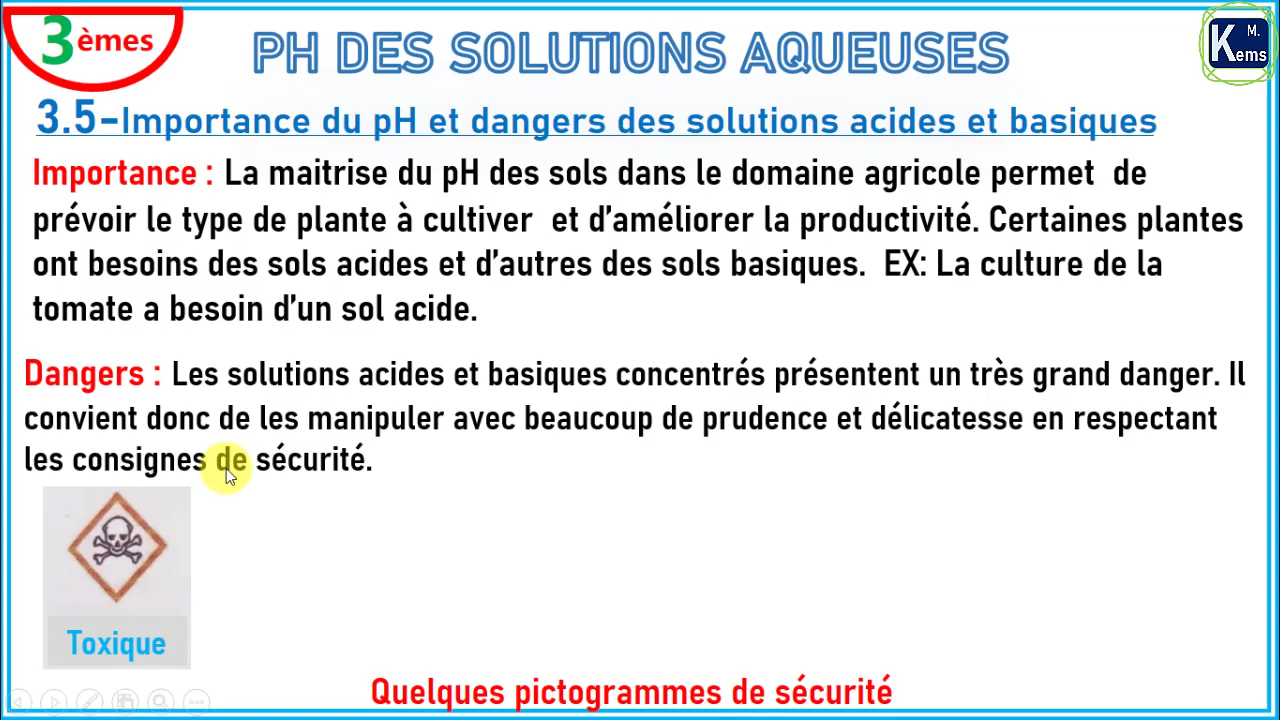 3èmes
PH DES SOLUTIONS AQUEUSES
M.
Kems
3.5-Importance du pH et dangers des solutions acides et basiques
Importance : La maitrise du pH des sols dans le domaine agricole permet de
prévoir le type de plante à cultiver et d'améliorer la productivité. Certaines plantes
ont besoins des sols acides et d'autres des sols basiques. EX: La culture de la
tomate a besoin d'un sol acide.
Dangers : Les solutions acides et basiques concentrés présentent un très grand danger. Il
convient donc de les manipuler avec beaucoup de prudence et délicatesse en respectant
les consignes de sécurité.
Toxique
Quelques pictogrammes de sécurité